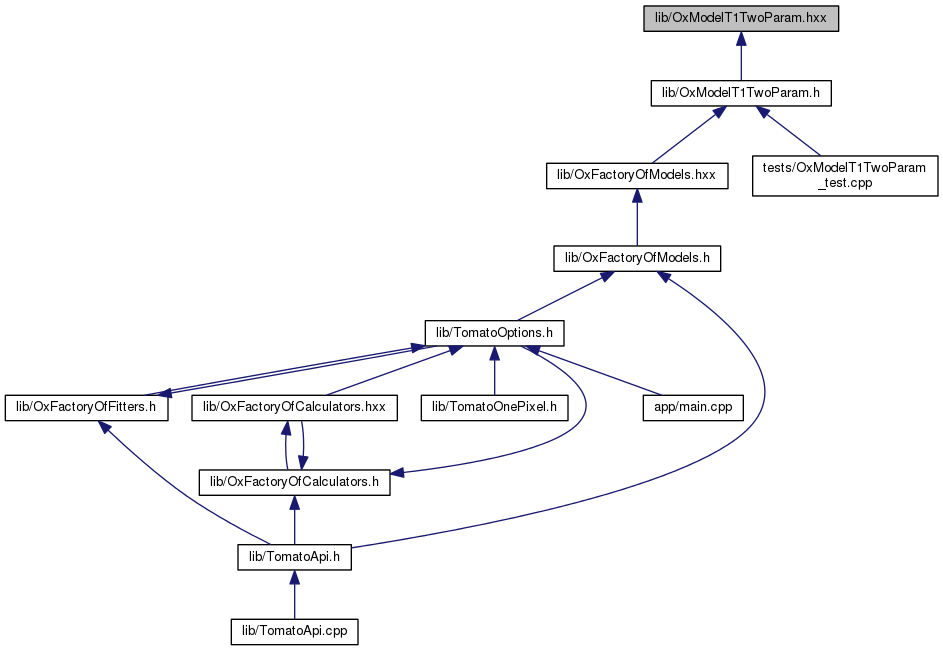 lib/OxModelT1TwoParam.hxx
lib/OxModelT1TwoParam.h
lib/OxFactoryOfModels.hxx
tests/OxModelT1TwoParam
_test.cpp
lib/OxFactoryOfModels.h
lib/TomatoOptions.h
lib/OxFactoryOfFitters.h
lib/OxFactoryOfCalculators.hxx
lib/TomatoOnePixel.h
app/main.cpp
lib/OxFactoryOfCalculators.h
lib/TomatoApi.h
lib/TomatoApi.cpp